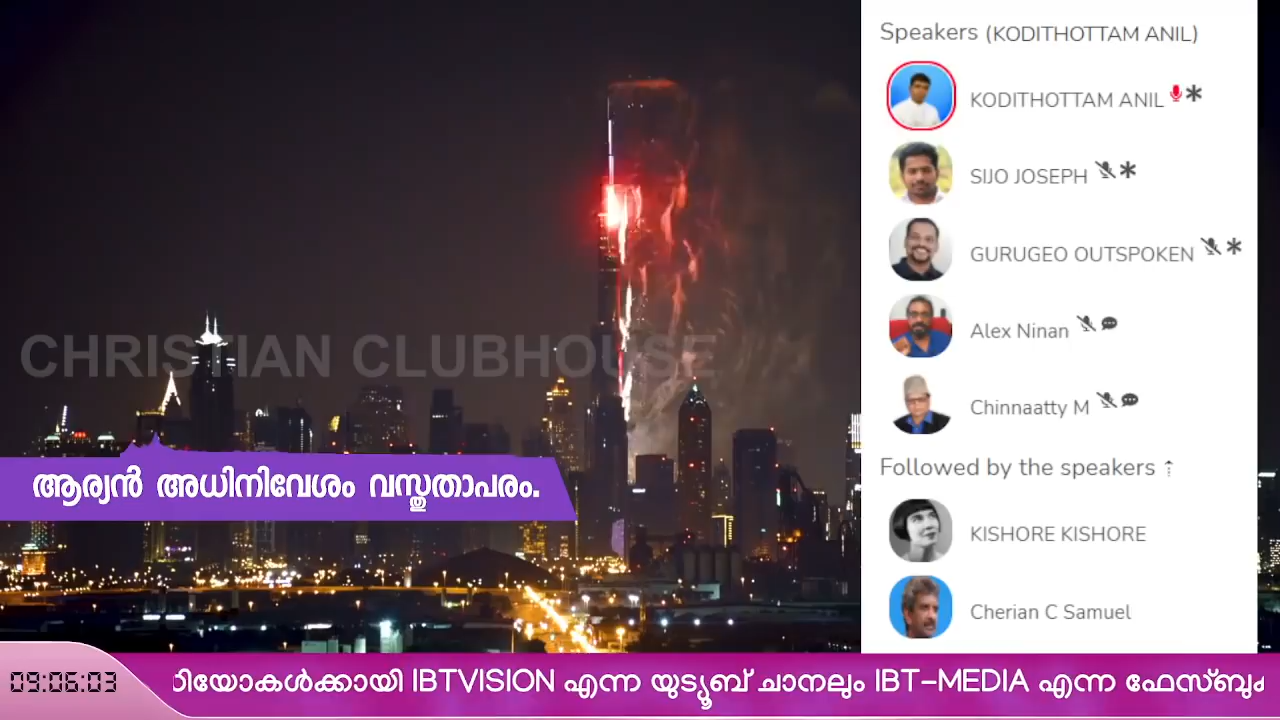 Speakers (KODITHOTTAM ANIL)
KODITHOTTAM ANIL
SIJO JOSEPH
GURUGEO OUTSPOKEN
Alex Ninan
Chinnaatty M
Followed by the speakers
KISHORE KISHORE
Cherian C Samuel
CHRISTIAN CLUBHOUSE
ആര്യൻ അധിനിവേശം വസ്തുതാപരം.
09:06:03
ിയോകൾക്കായി IBTVISION എന്ന യുട്യൂബ് ചാനലും IBT-MEDIA എന്ന